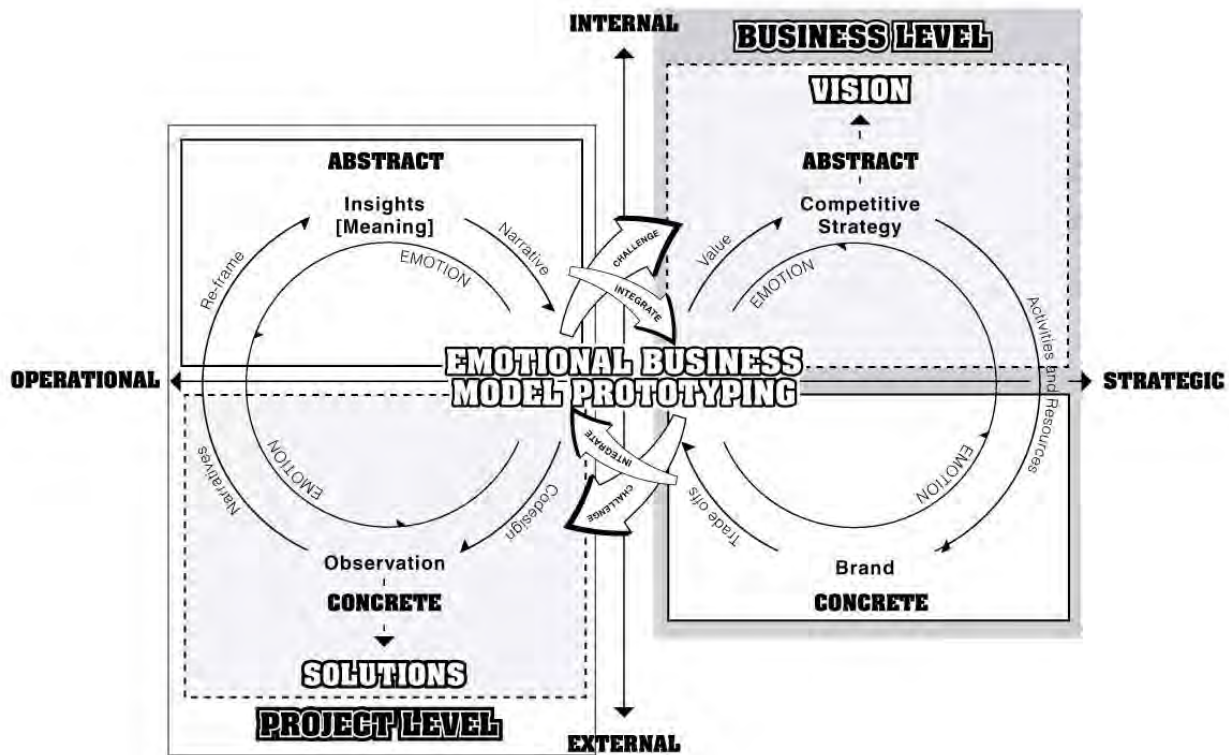 INTERNAL
BUSINESS LEVEL
VISION
ABSTRACT
Competitive
Strategy
Value
EMOTION
Activities and Resources
ABSTRACT
Insights
[Meaning]
EMOTION
Re-frame
Narrative
CHALLENGE
INTEGRATE
OPERATIONAL
EMOTIONAL BUSINESS
MODEL PROTOTYPING
STRATEGIC
INTEGRATE
CHALLENGE
Narratives
EMOTION
Codesign
Observation
CONCRETE
SOLUTIONS
PROJECT LEVEL
Trade offs
EMOTION
Brand
CONCRETE
EXTERNAL